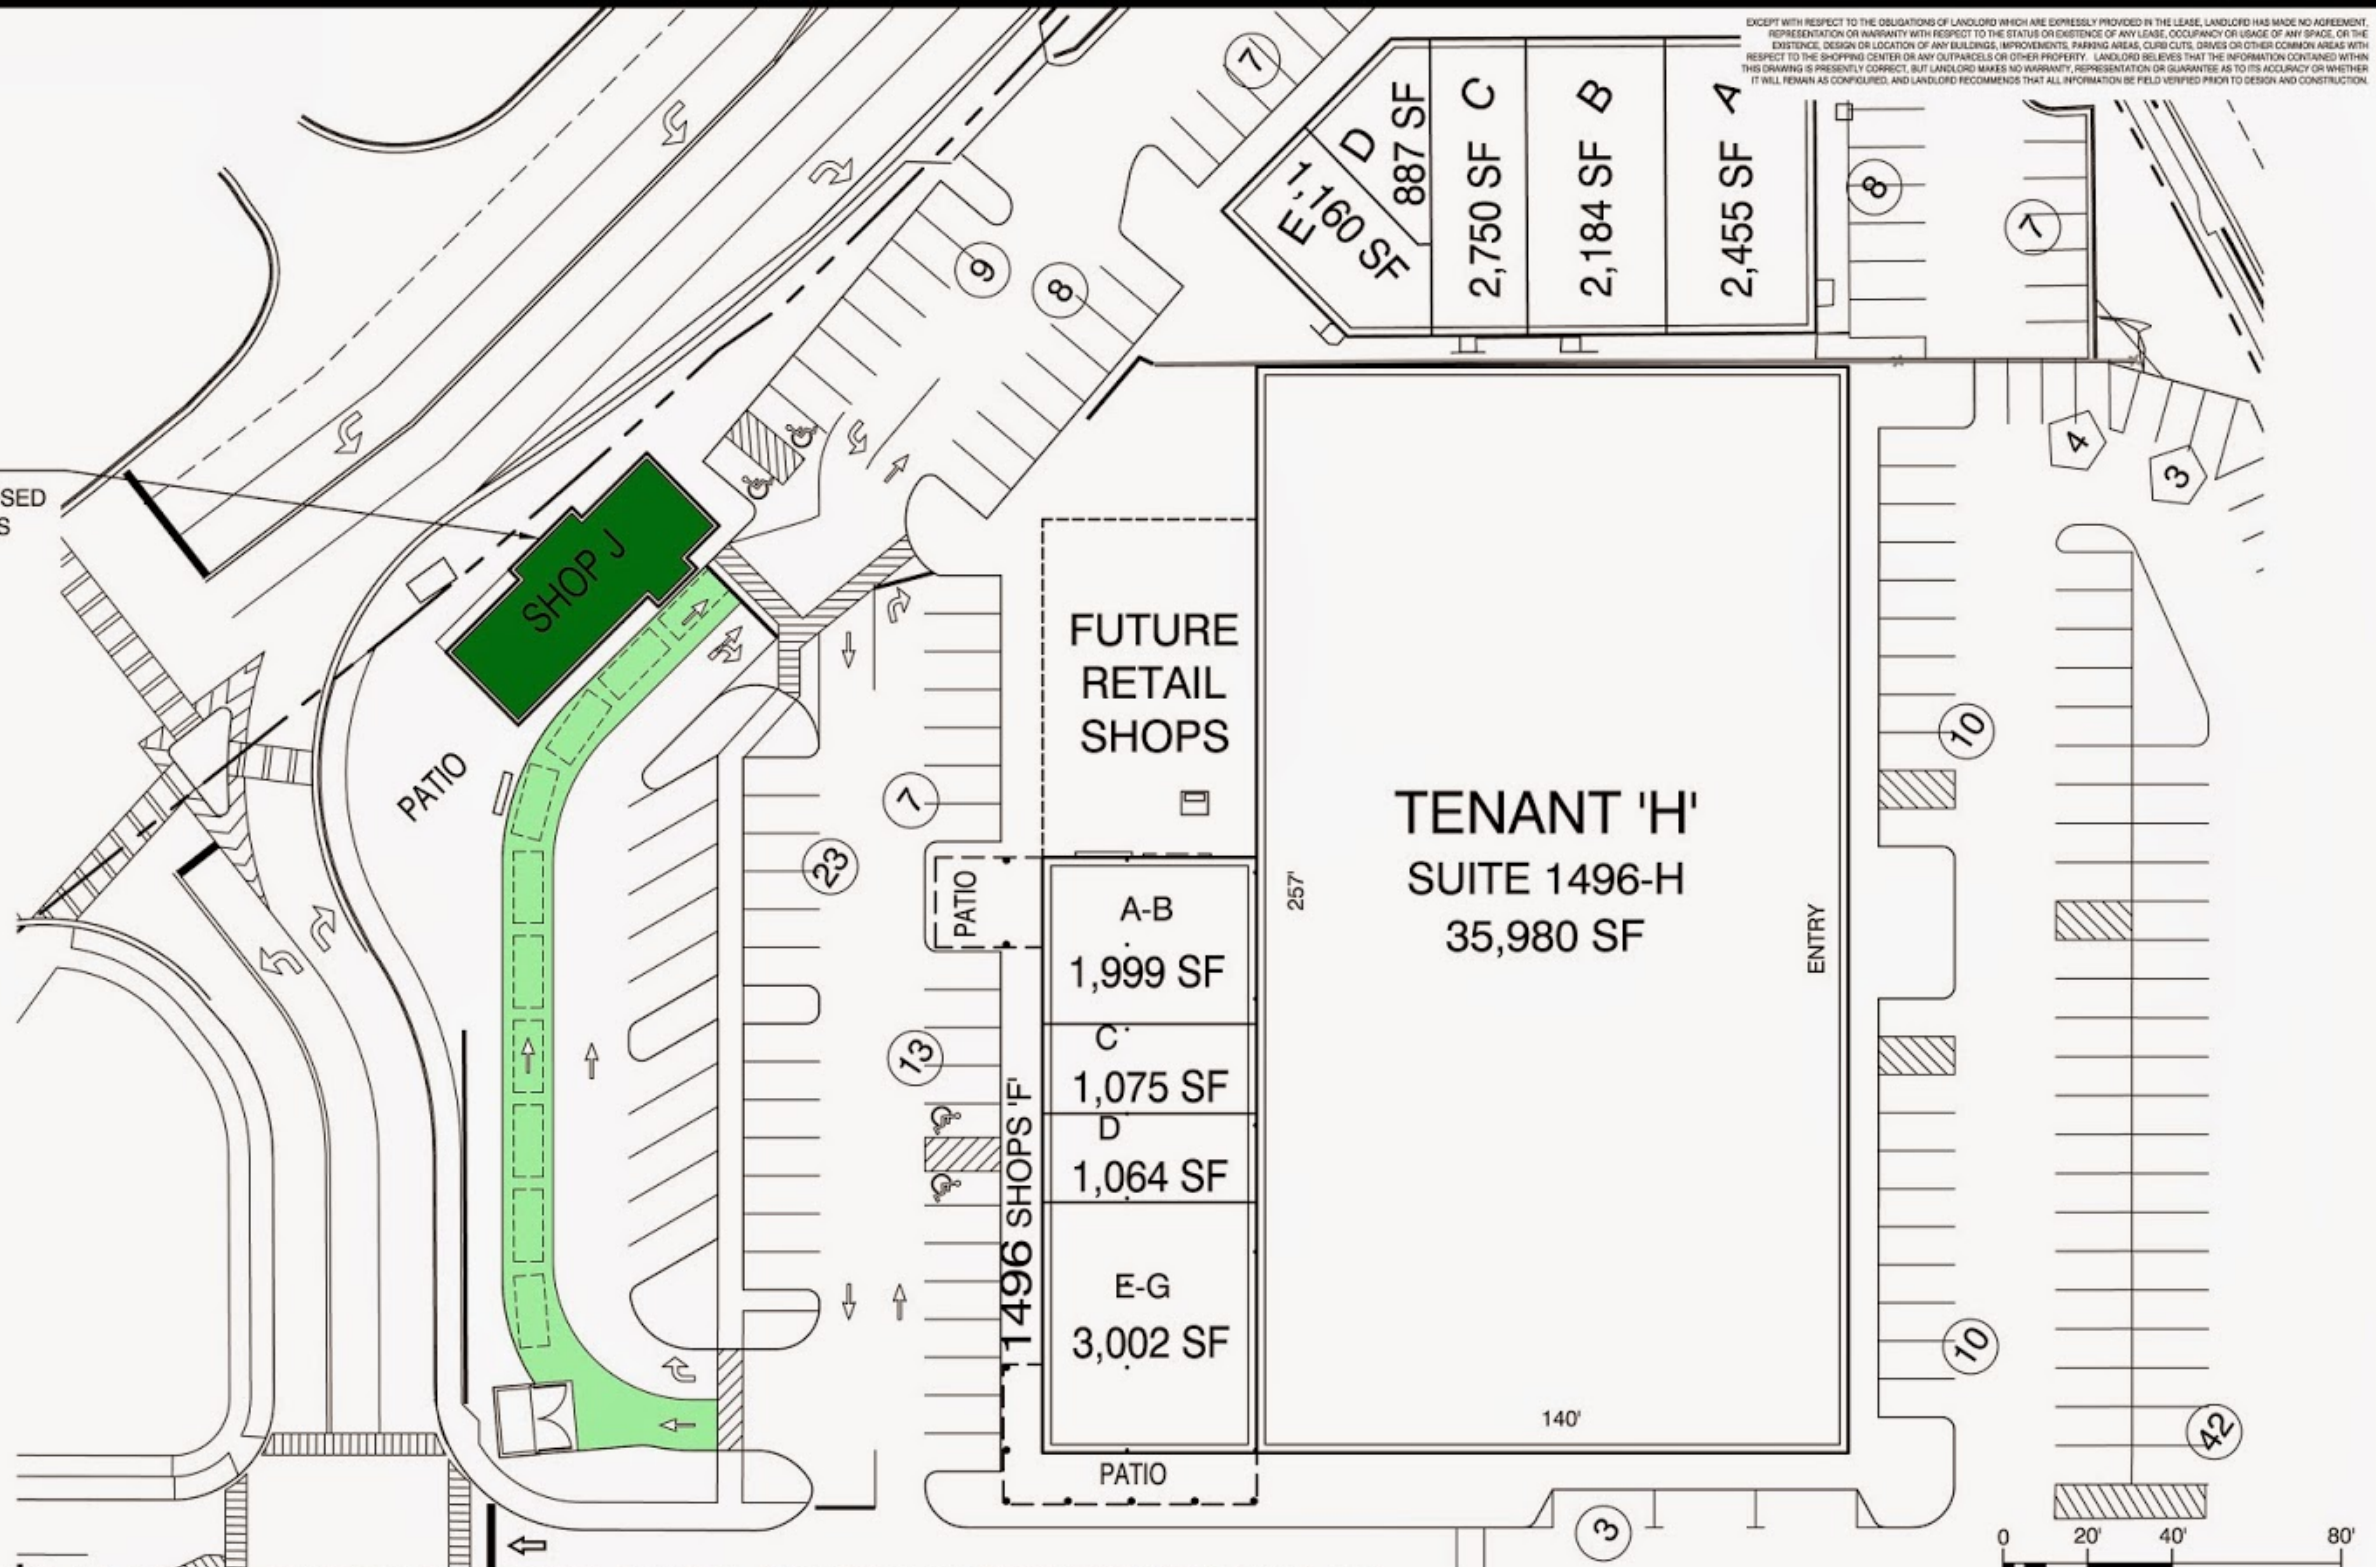 EXCEPT WITH RESPECT TO THE OBLIGATIONS OF LANDLORD WHICH ARE EXPRESSLY PROVIDED IN THE LEASE, LANDLORD HAS MADE NO AGREEMENT,
REPRESENTATION OR WARRANTY WITH RESPECT TO THE STATUS OR EXISTENCE OF ANY LEASE, OCCUPANCY OR USAGE OF ANY SPACE, OR THE
EXISTENCE, DESIGN OR LOCATION OF ANY BUILDINGS, IMPROVEMENTS, PARKING AREAS, CURB CUTS, DRIVES OR OTHER COMMON AREAS WITH
RESPECT TO THE SHOPPING CENTER OR ANY OUTPARCELS OR OTHER PROPERTY. LANDLORD BELIEVES THAT THE INFORMATION CONTAINED WITHIN
THIS DRAWING IS PRESENTLY CORRECT, BUT LANDLORD MAKES NO WARRANTY, REPRESENTATION OR GUARANTEE AS TO ITS ACCURACY OR WHETHER
IT WILL REMAIN AS CONFIGURED, AND LANDLORD RECOMMENDS THAT ALL INFORMATION BE FIELD VERIFIED PRIOR TO DESIGN AND CONSTRUCTION.
7
E
1,160 SF
D
887 SF
C
2,750 SF
B
2,184 SF
A
2,455 SF
8
7
9
8
4
3
SED
S
SHOP J
PATIO
FUTURE
RETAIL
SHOPS
7
23
13
PATIO
A-B
1,999 SF
C
1,075 SF
D
1,064 SF
E-G
3,002 SF
1496 SHOPS 'F'
PATIO
TENANT 'H'
SUITE 1496-H
35,980 SF
257'
140'
ENTRY
10
10
42
3
0 20' 40' 80'